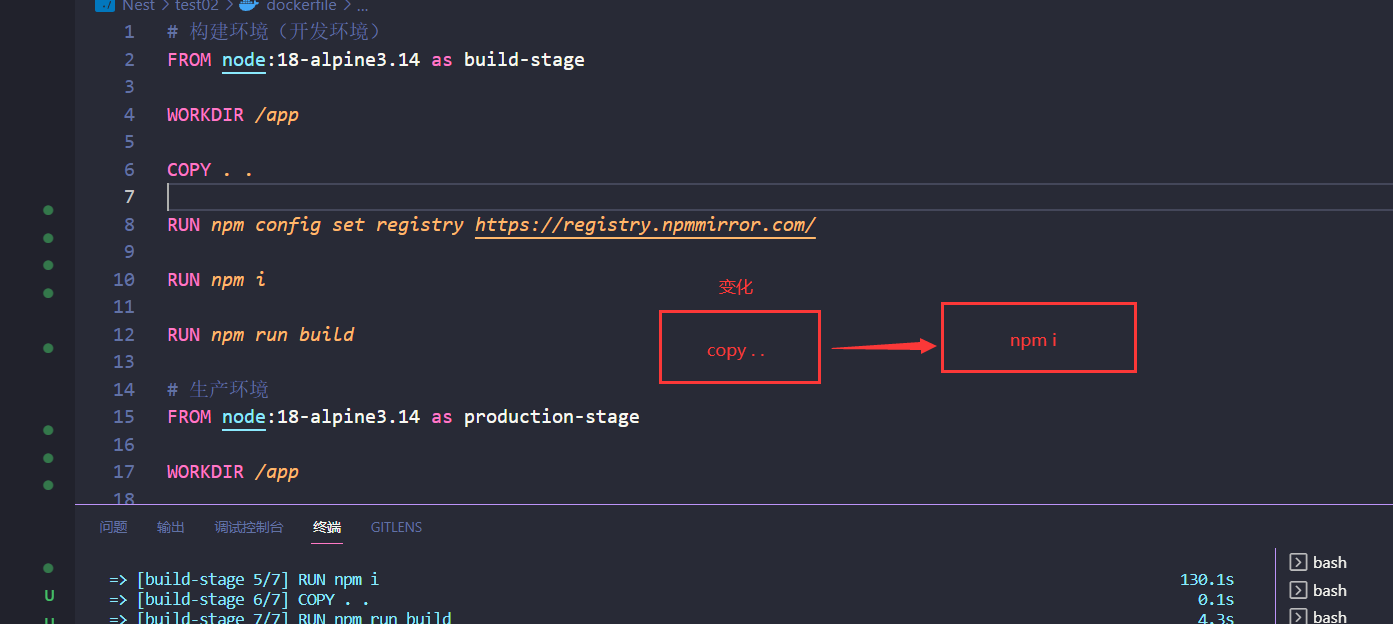 Nest > test02 > dockerfile > ...
1 # 构建环境（开发环境）
2 FROM node:18-alpine3.14 as build-stage
3
4 WORKDIR /app
5
6 COPY . .
7
8 RUN npm config set registry https://registry.npmmirror.com/
9
10 RUN npm i
11
12 RUN npm run build
13
14 # 生产环境
15 FROM node:18-alpine3.14 as production-stage
16
17 WORKDIR /app
18
变化
copy . .
npm i
问题 输出 调试控制台 终端 GITLENS
=> [build-stage 5/7] RUN npm i 130.1s
=> [build-stage 6/7] COPY . . 0.1s
=> [build-stage 7/7] RUN npm run build 4.3s
bash
bash
bash
U
U